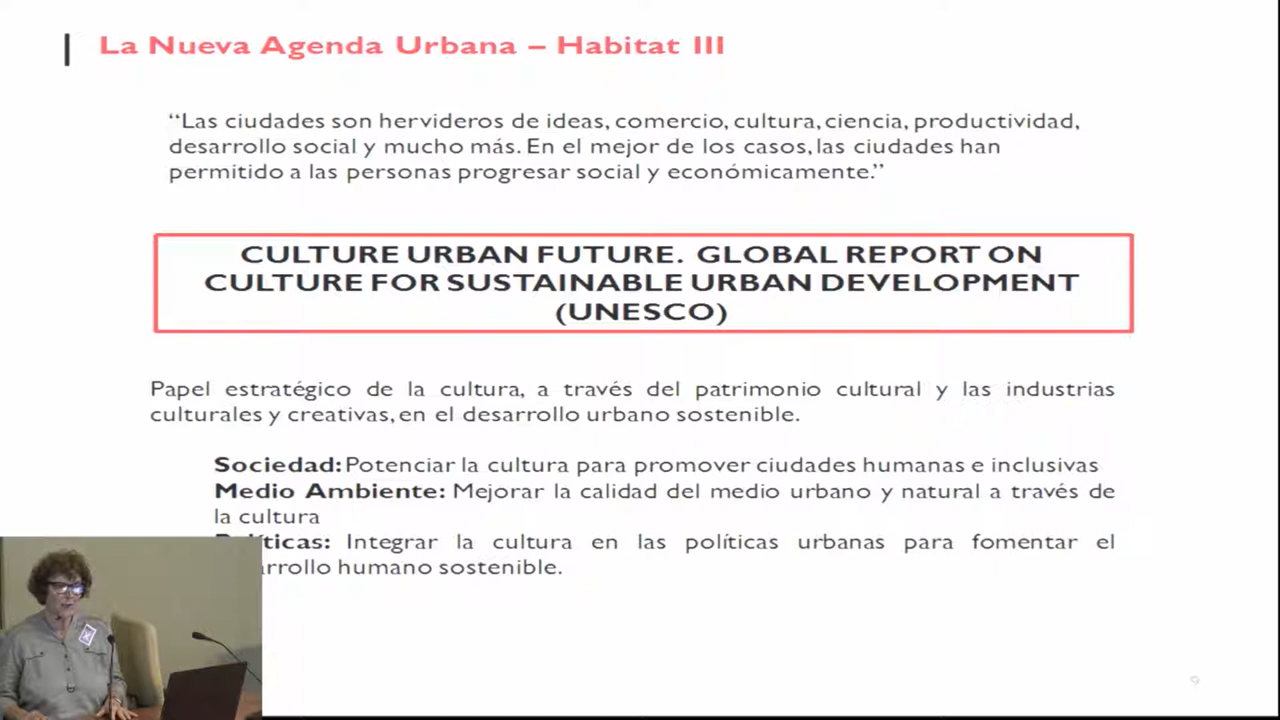 La Nueva Agenda Urbana – Habitat III
“Las ciudades son hervideros de ideas, comercio, cultura, ciencia, productividad,
desarrollo social y mucho más. En el mejor de los casos, las ciudades han
permitido a las personas progresar social y económicamente.”
CULTURE URBAN FUTURE. GLOBAL REPORT ON
CULTURE FOR SUSTAINABLE URBAN DEVELOPMENT
(UNESCO)
Papel estratégico de la cultura, a través del patrimonio cultural y las industrias
culturales y creativas, en el desarrollo urbano sostenible.
Sociedad: Potenciar la cultura para promover ciudades humanas e inclusivas
Medio Ambiente: Mejorar la calidad del medio urbano y natural a través de
la cultura
Políticas: Integrar la cultura en las políticas urbanas para fomentar el
humano sostenible.
9